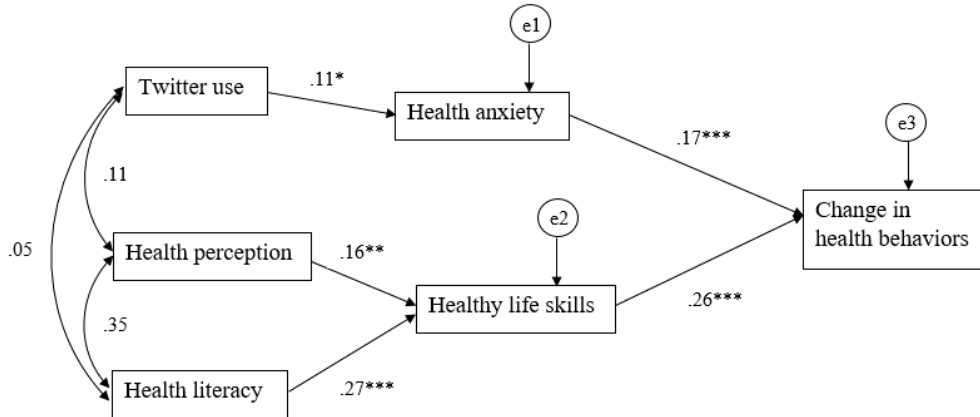 e1
Twitter use
.11*
Health anxiety
e3
.17***
.11
Change in
health behaviors
e2
.05
Health perception
.16**
Healthy life skills
.26***
.35
Health literacy
.27***